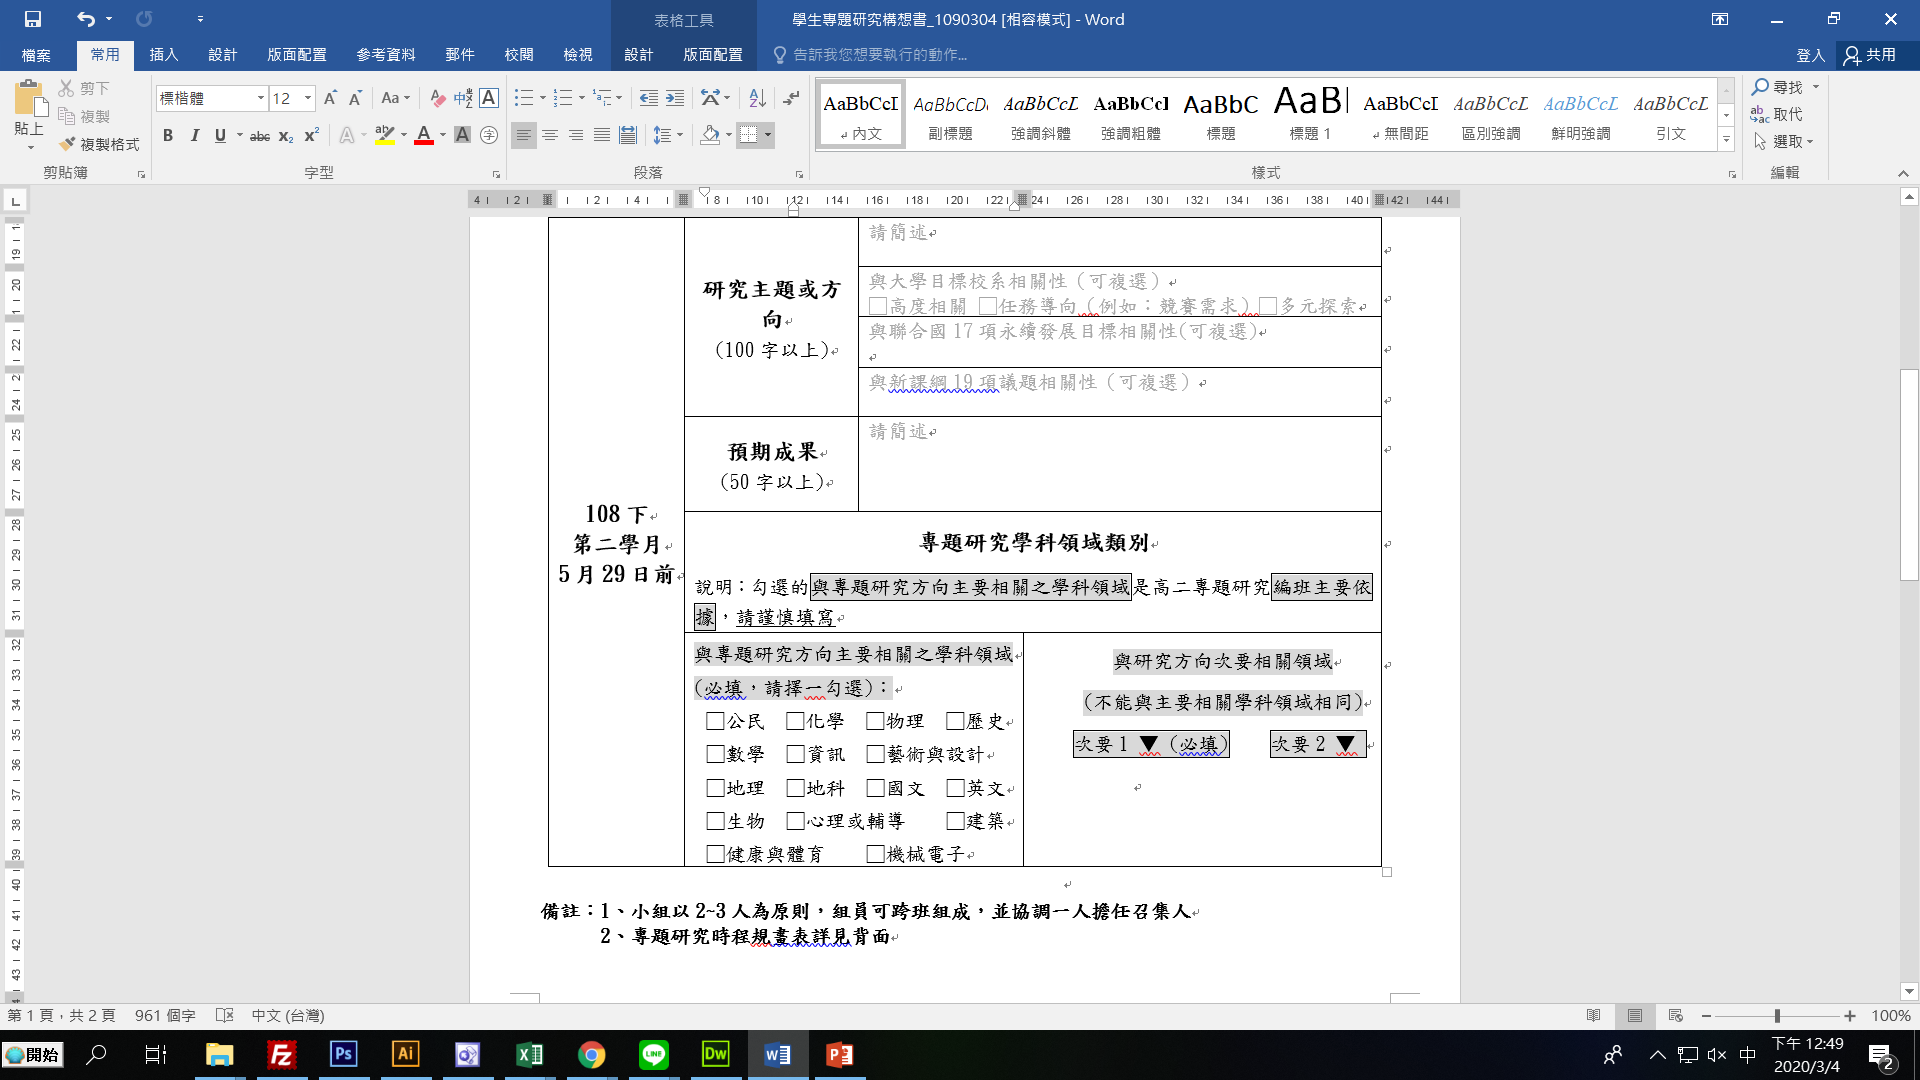 表格工具
學生專題研究構想書_1090304 [相容模式] - Word
檔案 常用 插入 設計 版面配置 參考資料 郵件 校閱 檢視 設計 版面配置 告訴我您想要執行的動作... 登入 共用
貼上 剪下 複製 複製格式
標楷體 12
AaBbCcI AaBbCcDi AaBbCcL AaBbCcI AaBbC AaBl AaBbCcI AaBbCcL AaBbCcL AaBbCcL
內文 副標題 強調斜體 強調粗體 標題 標題 1 無間距 區別強調 鮮明強調 引文
尋找
取代
選取
剪貼簿 字型 段落 樣式 編輯
請簡述
研究主題或方
向
(100 字以上)
與大學目標校系相關性（可複選）
□高度相關 □任務導向（例如：競賽需求）□多元探索
與聯合國 17 項永續發展目標相關性(可複選)
與新課綱 19 項議題相關性（可複選）
預期成果
(50 字以上)
請簡述
108 下
第二學月
5 月 29 日前
專題研究學科領域類別
說明：勾選的與專題研究方向主要相關之學科領域是高二專題研究編班主要依
據，請謹慎填寫
與專題研究方向主要相關之學科領域
(必填，請擇一勾選)：
□公民 □化學 □物理 □歷史
□數學 □資訊 □藝術與設計
□地理 □地科 □國文 □英文
□生物 □心理或輔導 □建築
□健康與體育 □機械電子
與研究方向次要相關領域
(不能與主要相關學科領域相同)
次要 1 ▼（必填） 次要 2 ▼
備註：1、小組以 2~3 人為原則，組員可跨班組成，並協調一人擔任召集人
2、專題研究時程規畫表詳見背面
第 1 頁，共 2 頁 961 個字 中文 (台灣) 100%
開始
中
下午 12:49
2020/3/4
2